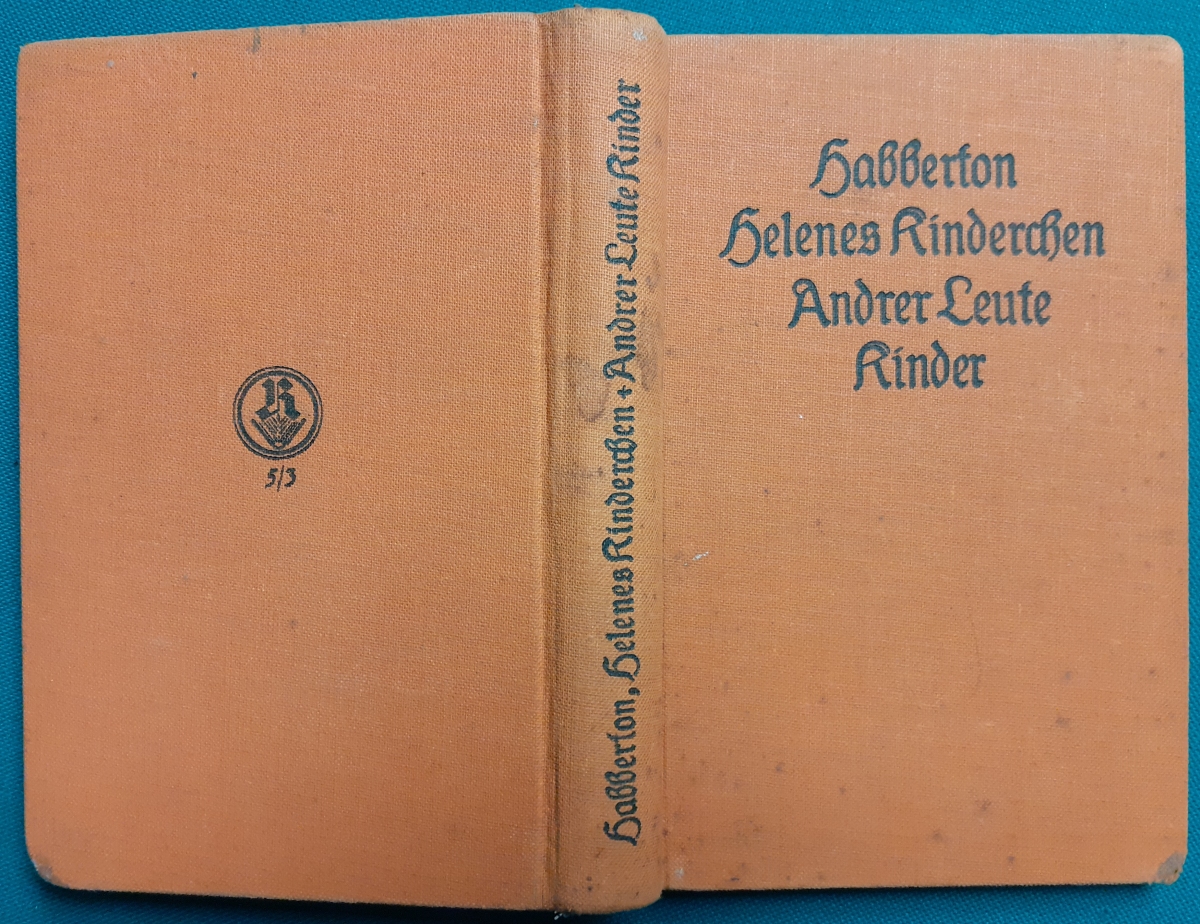 Habberton
Helenes Kinderchen
Andrer Leute
Kinder
Habberton, Helenes Kinderchen + Andrer Leute Kinder
R
5/3